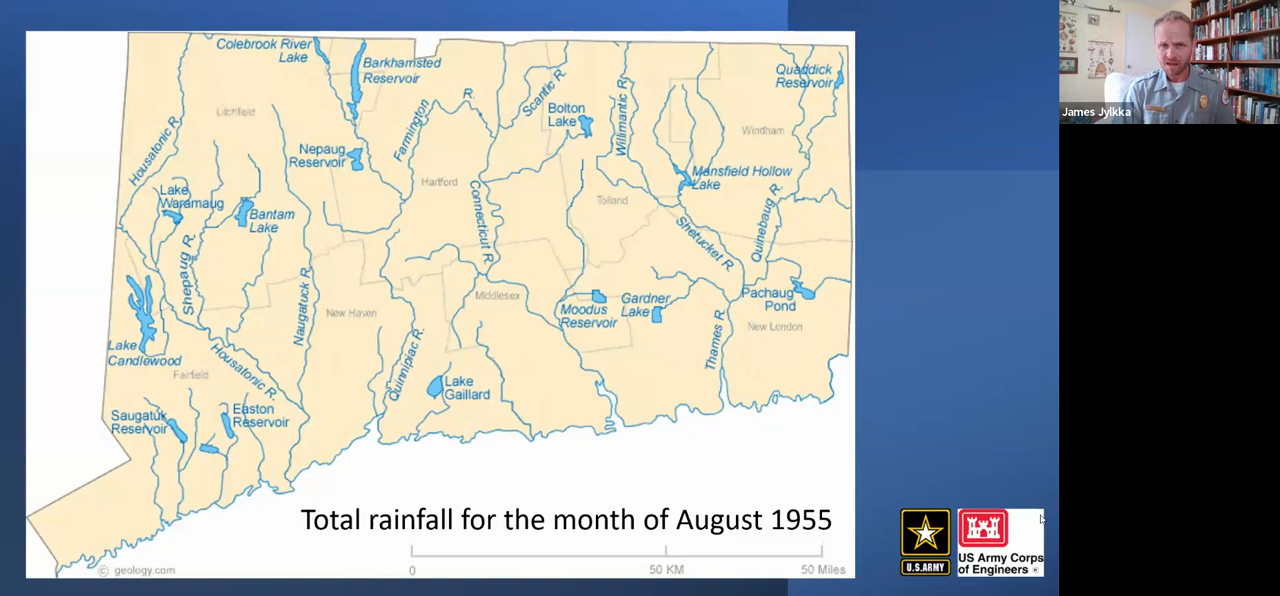 Colebrook River
Lake
Barkhamsted
Reservoir
Quaddick
Reservoir
Litchfield
Housatonic R.
Farmington
R.
Scantic R.
Bolton
Lake
Willimantic R.
Windham
Nepaug
Reservoir
Mansfield Hollow
Lake
Lake
Waramaug
Hartford
Tolland
Bantam
Lake
Connecticut R.
Shetucket R.
Quinebaug R.
Shepaug R.
Naugatuck R.
Middlesex
New Haven
Moodus
Reservoir
Gardner
Lake
Pachaug
Pond
New London
Thames R.
Lake
Candlewood
Fairfield
Housatonic R.
Quinnipiac R.
Lake
Gaillard
Saugatuk
Reservoir
Easton
Reservoir
Total rainfall for the month of August 1955
© geology.com
0
50 KM
50 Miles
U.S.ARMY
US Army Corps
of Engineers ®
James Jylkka